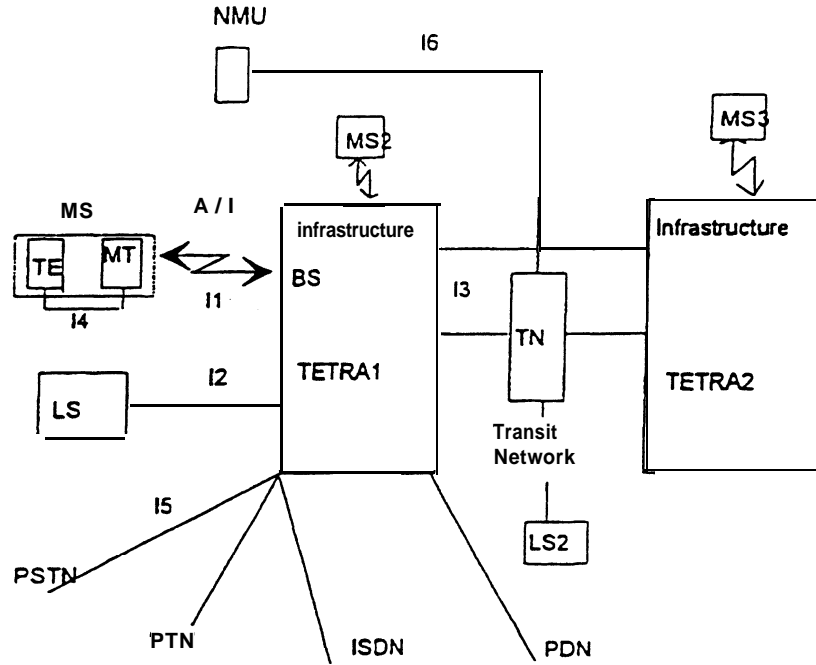 NMU
I6
MS2
MS3
MS
A / I
infrastructure
Infrastructure
TE
MT
BS
I3
I4
I1
TN
I2
TETRA1
TETRA2
LS
Transit
Network
I5
LS2
PSTN
PTN
ISDN
PDN